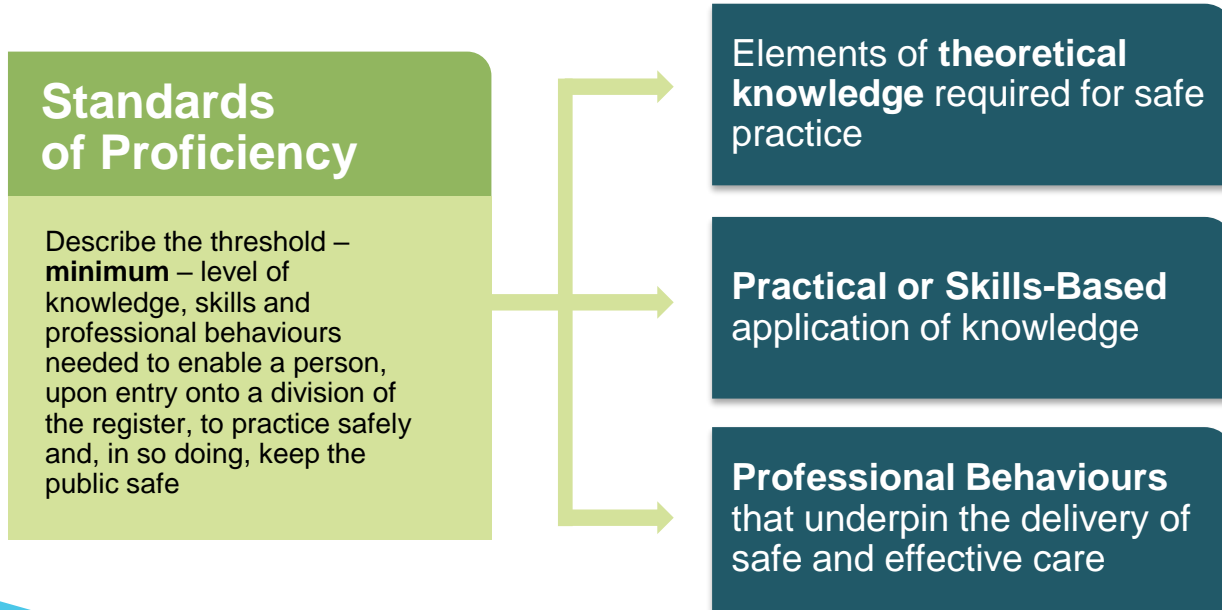 Standards
of Proficiency
Describe the threshold –
minimum – level of
knowledge, skills and
professional behaviours
needed to enable a person,
upon entry onto a division of
the register, to practice safely
and, in so doing, keep the
public safe
Elements of theoretical
knowledge required for safe
practice
Practical or Skills-Based
application of knowledge
Professional Behaviours
that underpin the delivery of
safe and effective care